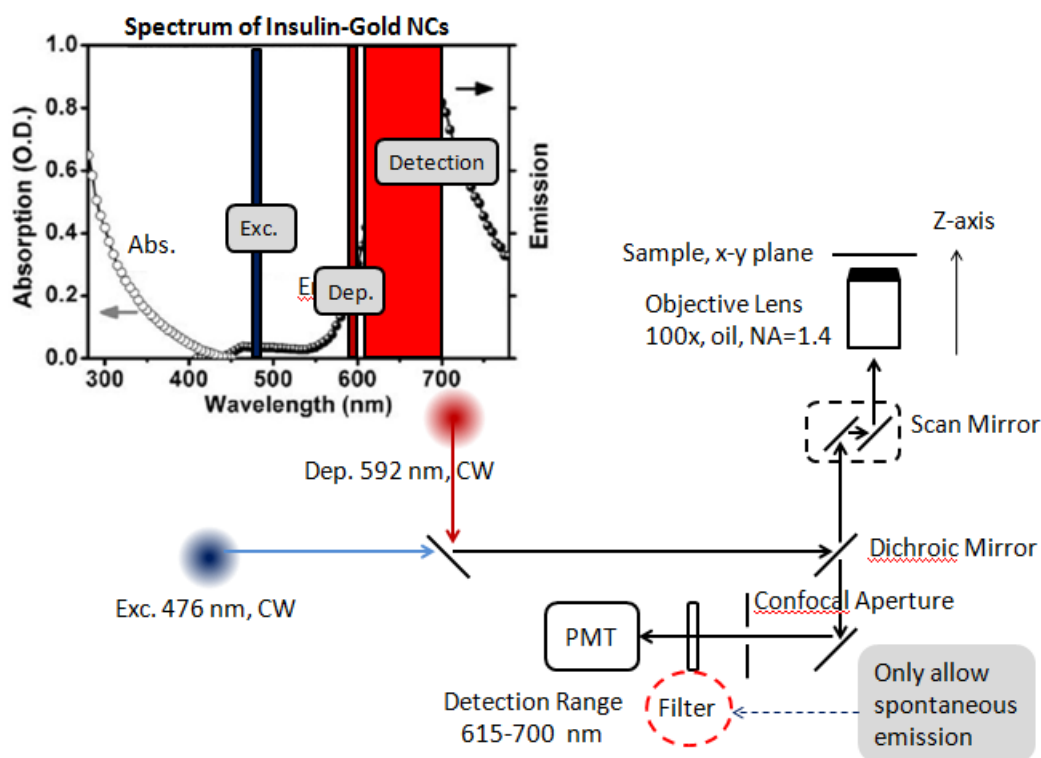 Spectrum of Insulin-Gold NCs
Absorption (O.D.)
1.0
0.8
0.6
0.4
0.2
0.0
300
400
500
600
700
Wavelength (nm)
Emission
Abs.
Exc.
Dep.
Detection
Z-axis
Sample, x-y plane
Objective Lens
100x, oil, NA=1.4
Scan Mirror
Dep. 592 nm, CW
Exc. 476 nm, CW
Dichroic Mirror
Confocal Aperture
PMT
Filter
Detection Range
615-700 nm
Only allow
spontaneous
emission